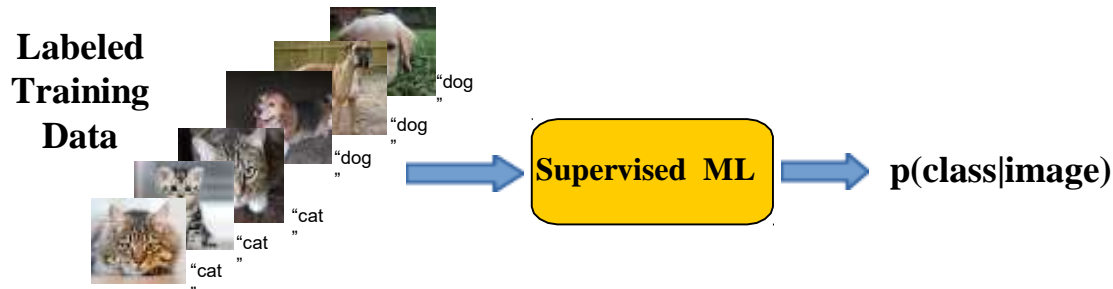 Labeled
Training
Data
“dog
”
“dog
”
“dog
”
“cat
”
“cat
”
“cat
”
Supervised ML
p(class|image)